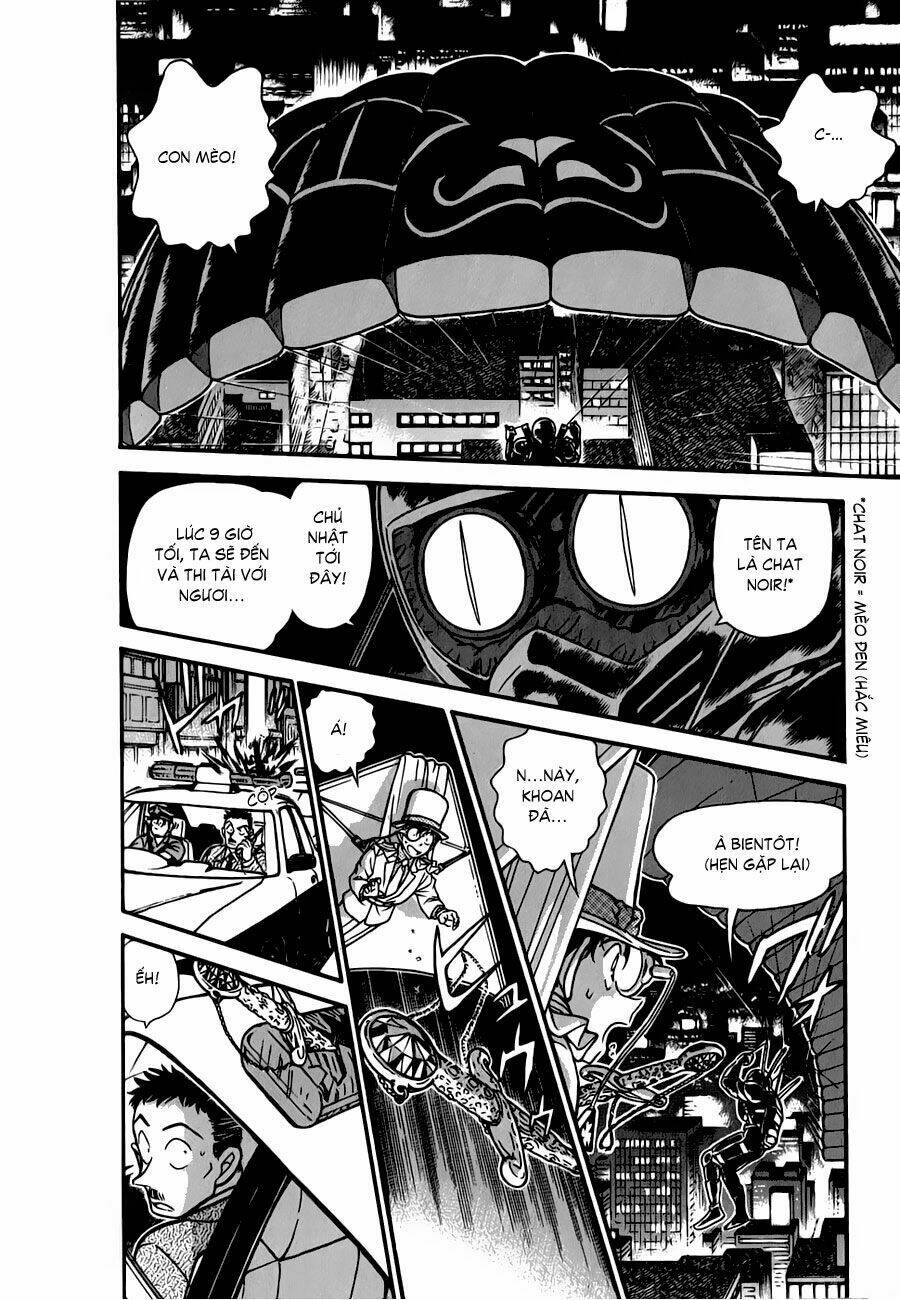 C-...
CON MÈO!
TÊN TA
LÀ CHAT
NOIR!*
CHỦ
NHẬT
TỚI
ĐÂY!
LÚC 9 GIỜ
TỐI, TA SẼ ĐẾN
VÀ THI TÀI VỚI
NGƯƠI...
*CHAT NOIR = MÈO ĐEN (HẮC MIÊU)
À BIENTÔT!
(HẸN GẶP LẠI)
N...NÀY,
KHOAN
ĐÃ...
Á!
COP
ẾH!